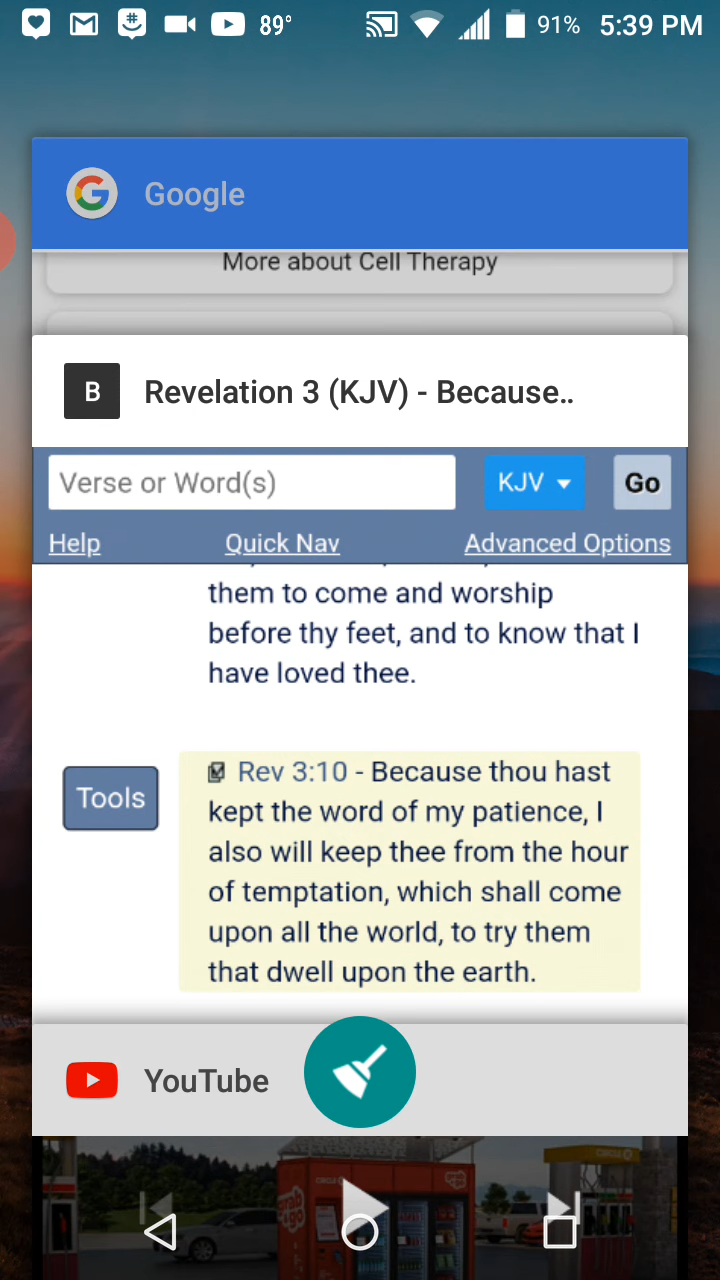 89° 91% 5:39 PM
Google
More about Cell Therapy
B Revelation 3 (KJV) - Because..
Verse or Word(s) KJV Go
Help Quick Nav Advanced Options
them to come and worship
before thy feet, and to know that I
have loved thee.
Tools
Rev 3:10 - Because thou hast
kept the word of my patience, I
also will keep thee from the hour
of temptation, which shall come
upon all the world, to try them
that dwell upon the earth.
YouTube